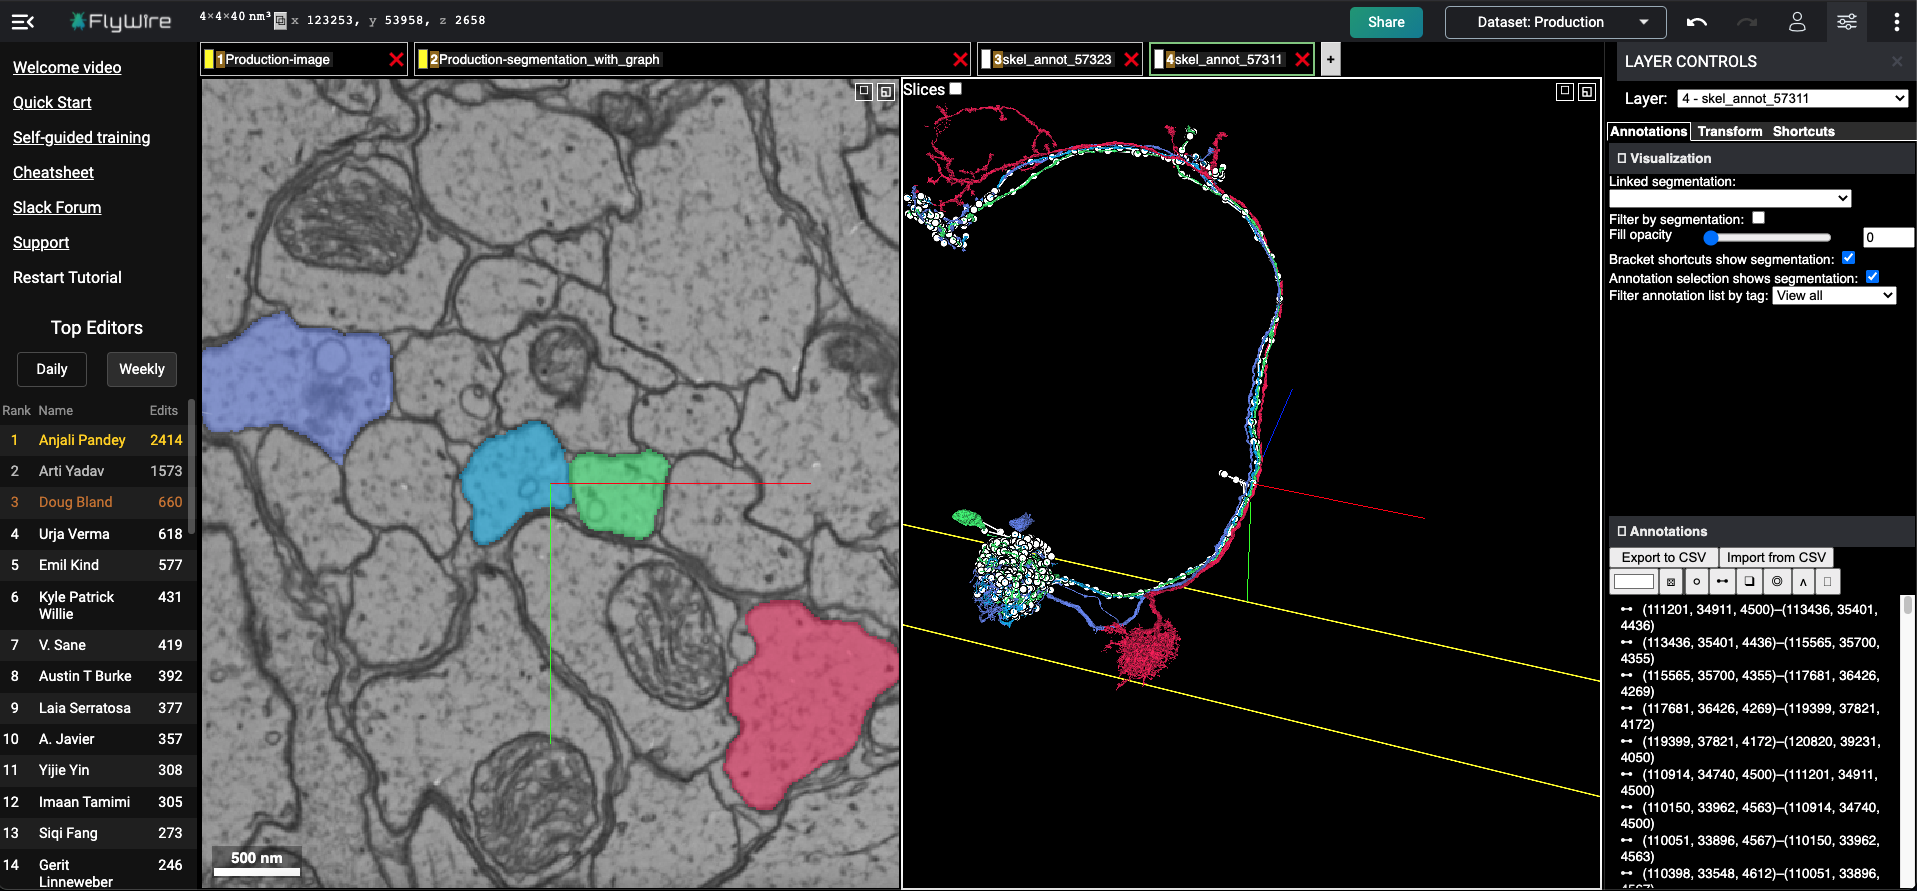 FlyWire
4×4×40 nm³ x 123253, y 53958, z 2658
Share
Dataset: Production
1Production-image
2Production-segmentation_with_graph
3skel_annot_57323
4skel_annot_57311
+
Welcome video
Quick Start
Self-guided training
Cheatsheet
Slack Forum
Support
Restart Tutorial
Top Editors
Daily Weekly
Rank Name Edits
1 Anjali Pandey 2414
2 Arti Yadav 1573
3 Doug Bland 660
4 Urja Verma 618
5 Emil Kind 577
6 Kyle Patrick 431
Willie
7 V. Sane 419
8 Austin T Burke 392
9 Laia Serratosa 377
10 A. Javier 357
11 Yijie Yin 308
12 Imaan Tamimi 305
13 Siqi Fang 273
14 Gerit 246
Linneweber
500 nm
Slices
LAYER CONTROLS
Layer: 4 - skel_annot_57311
Annotations Transform Shortcuts
Visualization
Linked segmentation:
Filter by segmentation:
Fill opacity 0
Bracket shortcuts show segmentation:
Annotation selection shows segmentation:
Filter annotation list by tag: View all
Annotations
Export to CSV Import from CSV
(111201, 34911, 4500)–(113436, 35401,
4436)
(113436, 35401, 4436)–(115565, 35700,
4355)
(115565, 35700, 4355)–(117681, 36426,
4269)
(117681, 36426, 4269)–(119399, 37821,
4172)
(119399, 37821, 4172)–(120820, 39231,
4050)
(110914, 34740, 4500)–(111201, 34911,
4500)
(110150, 33962, 4563)–(110914, 34740,
4500)
(110051, 33896, 4567)–(110150, 33962,
4563)
(110398, 33548, 4612)–(110051, 33896,
4567)